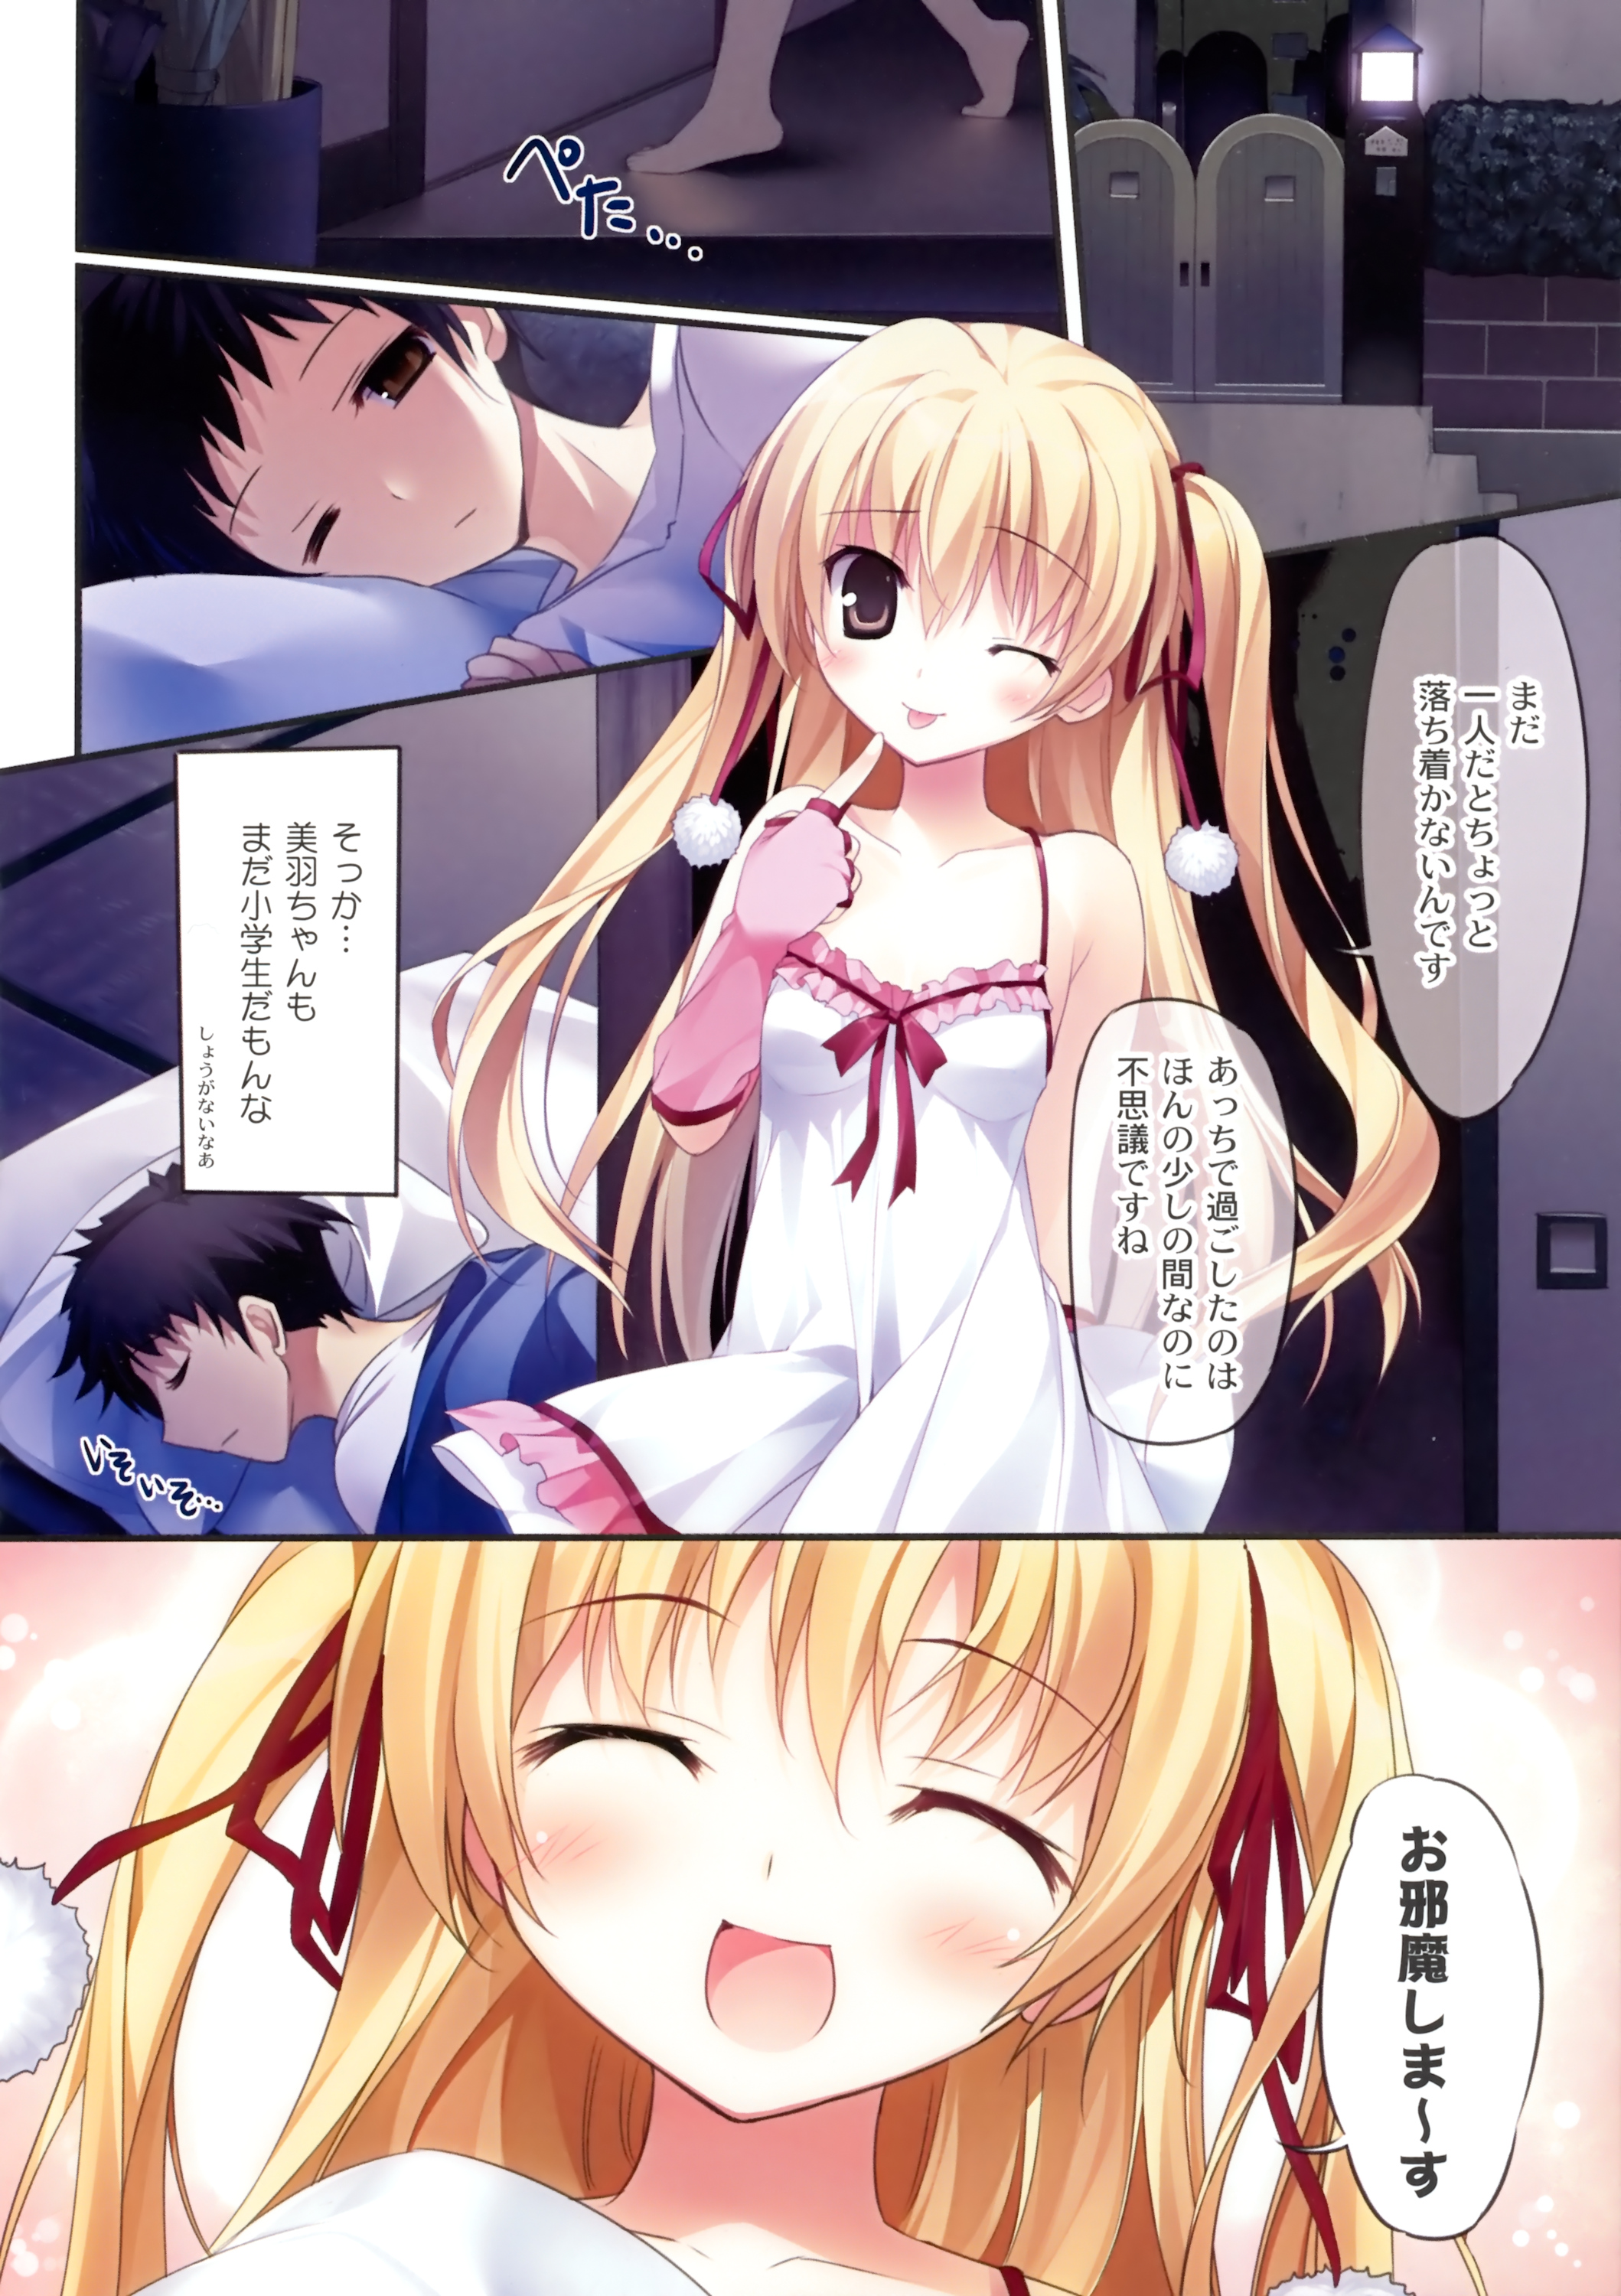 ぺた…
まだ
一人だとちょっと
落ち着かないんです
あっちで過ごしたのは
ほんの少しの間なのに
不思議ですね
そっか…
美羽ちゃんも
まだ小学生だもんな
しょうがないなあ
いそいそ…
お邪魔しま～す